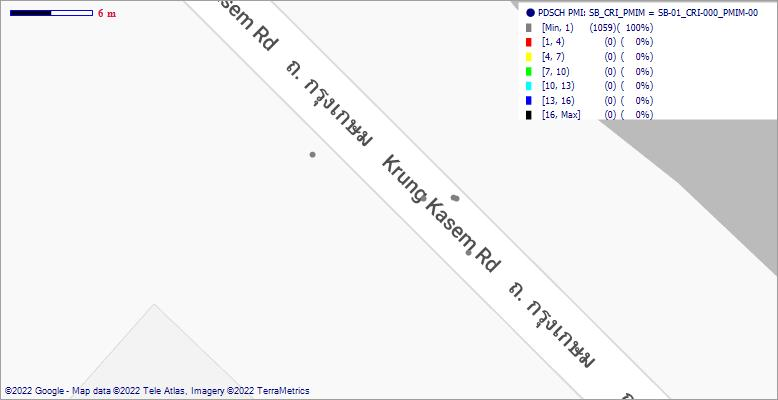 6 m
PDSCH PMI: SB_CRI_PMIM = SB-01_CRI-000_PMIM-00
[Min, 1) (1059)( 100%)
[1, 4) (0) ( 0%)
[4, 7) (0) ( 0%)
[7, 10) (0) ( 0%)
[10, 13) (0) ( 0%)
[13, 16) (0) ( 0%)
[16, Max] (0) ( 0%)
sem Rd
ถ. กรุงเกษม
Krung Kasem Rd
ถ. กรุงเกษม
©2022 Google - Map data ©2022 Tele Atlas, Imagery ©2022 TerraMetrics